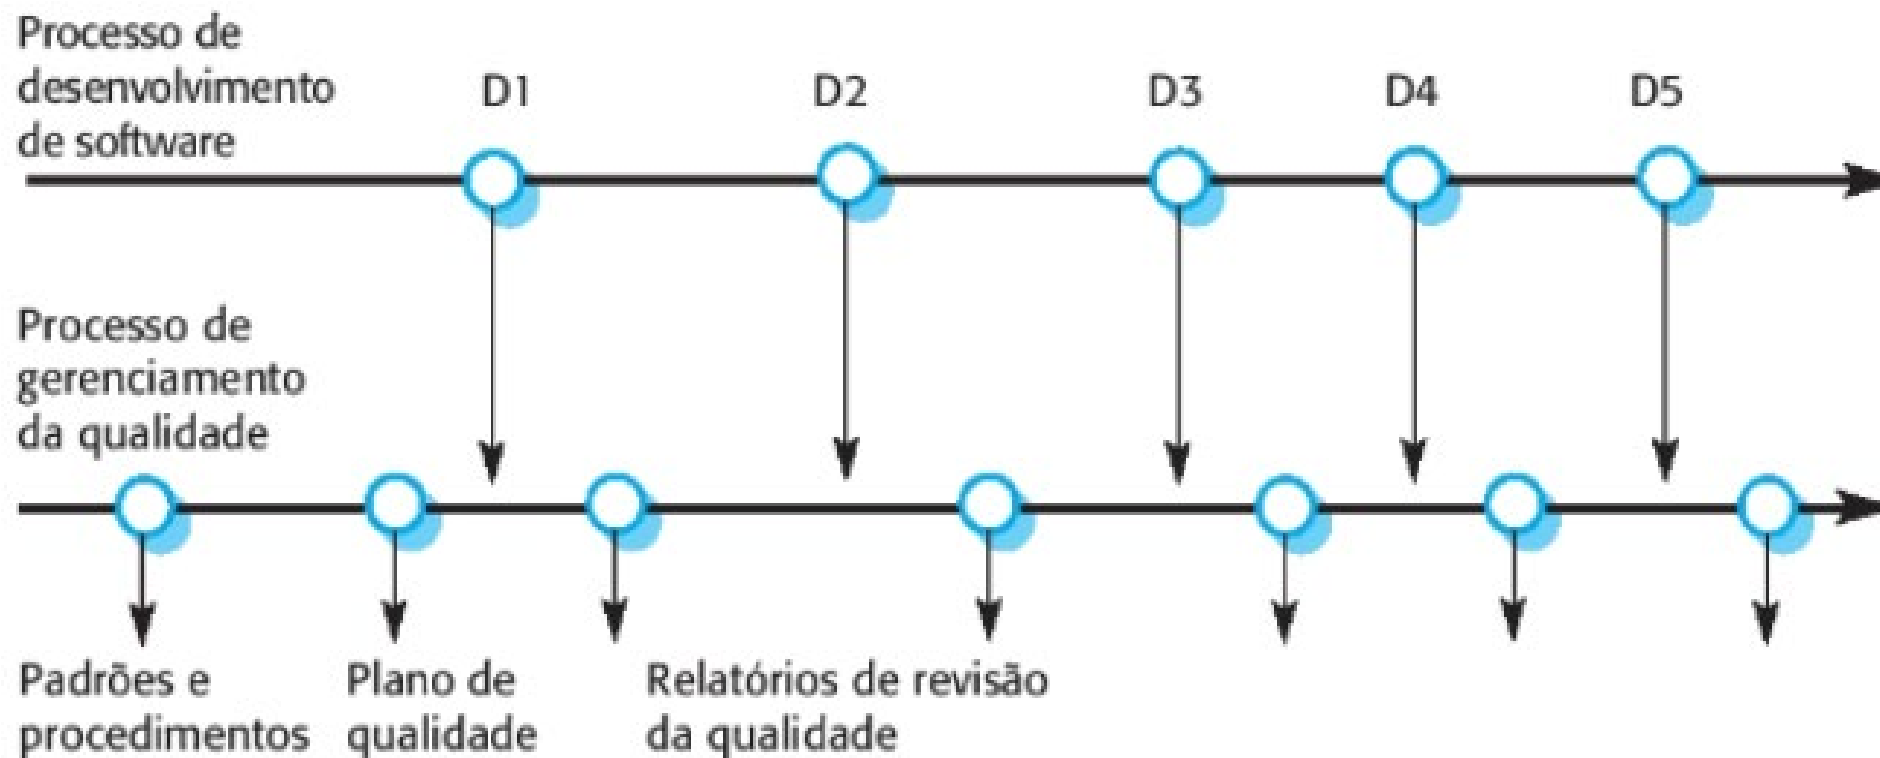 Processo de
desenvolvimento
de software
D1
D2
D3
D4
D5
Processo de
gerenciamento
da qualidade
Padrões e
procedimentos
Plano de
qualidade
Relatórios de revisão
da qualidade